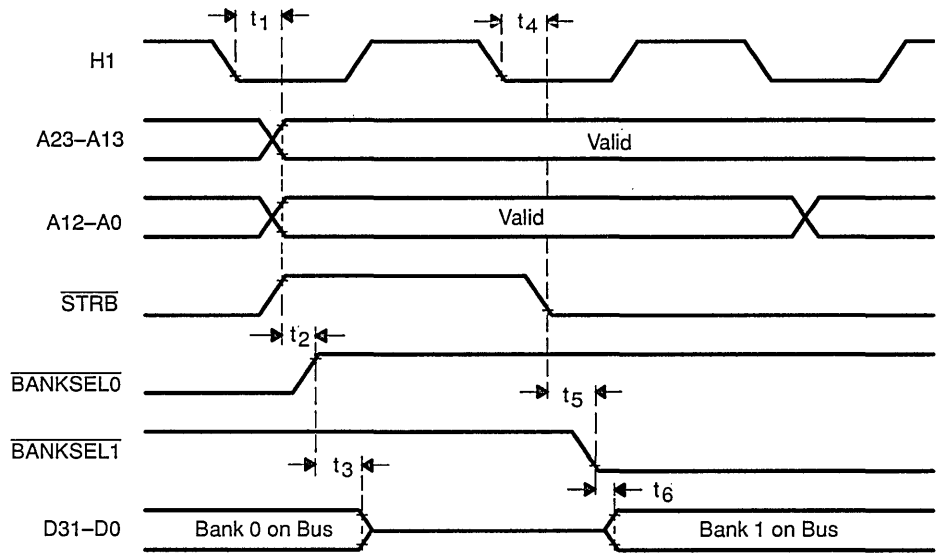 t1
t4
H1
A23–A13
Valid
A12–A0
Valid
STRB
t2
BANKSEL0
t5
BANKSEL1
t3
t6
D31–D0
Bank 0 on Bus
Bank 1 on Bus